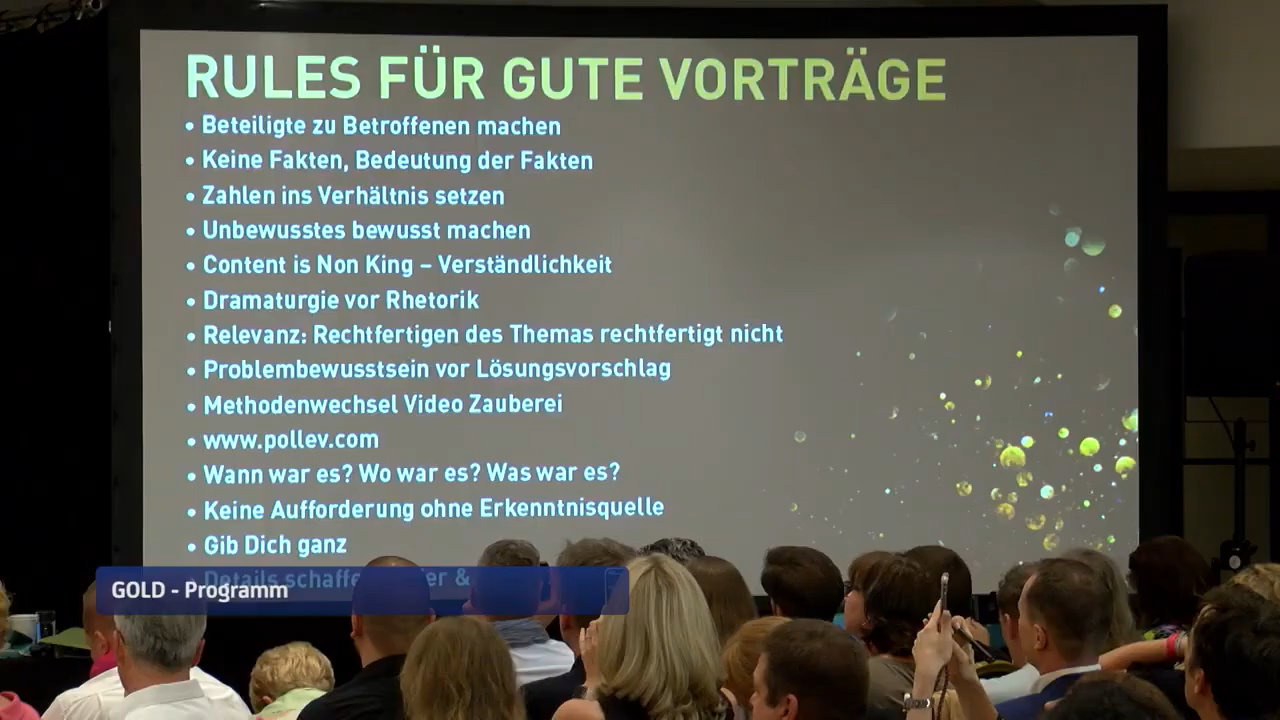 RULES FÜR GUTE VORTRÄGE
• Beteiligte zu Betroffenen machen
• Keine Fakten, Bedeutung der Fakten
• Zahlen ins Verhältnis setzen
• Unbewusstes bewusst machen
• Content is Non King – Verständlichkeit
• Dramaturgie vor Rhetorik
• Relevanz: Rechtfertigen des Themas rechtfertigt nicht
• Problembewusstsein vor Lösungsvorschlag
• Methodenwechsel Video Zauberei
• www.pollev.com
• Wann war es? Wo war es? Was war es?
• Keine Aufforderung ohne Erkenntnisquelle
• Gib Dich ganz
• Details &
GOLD - Programm